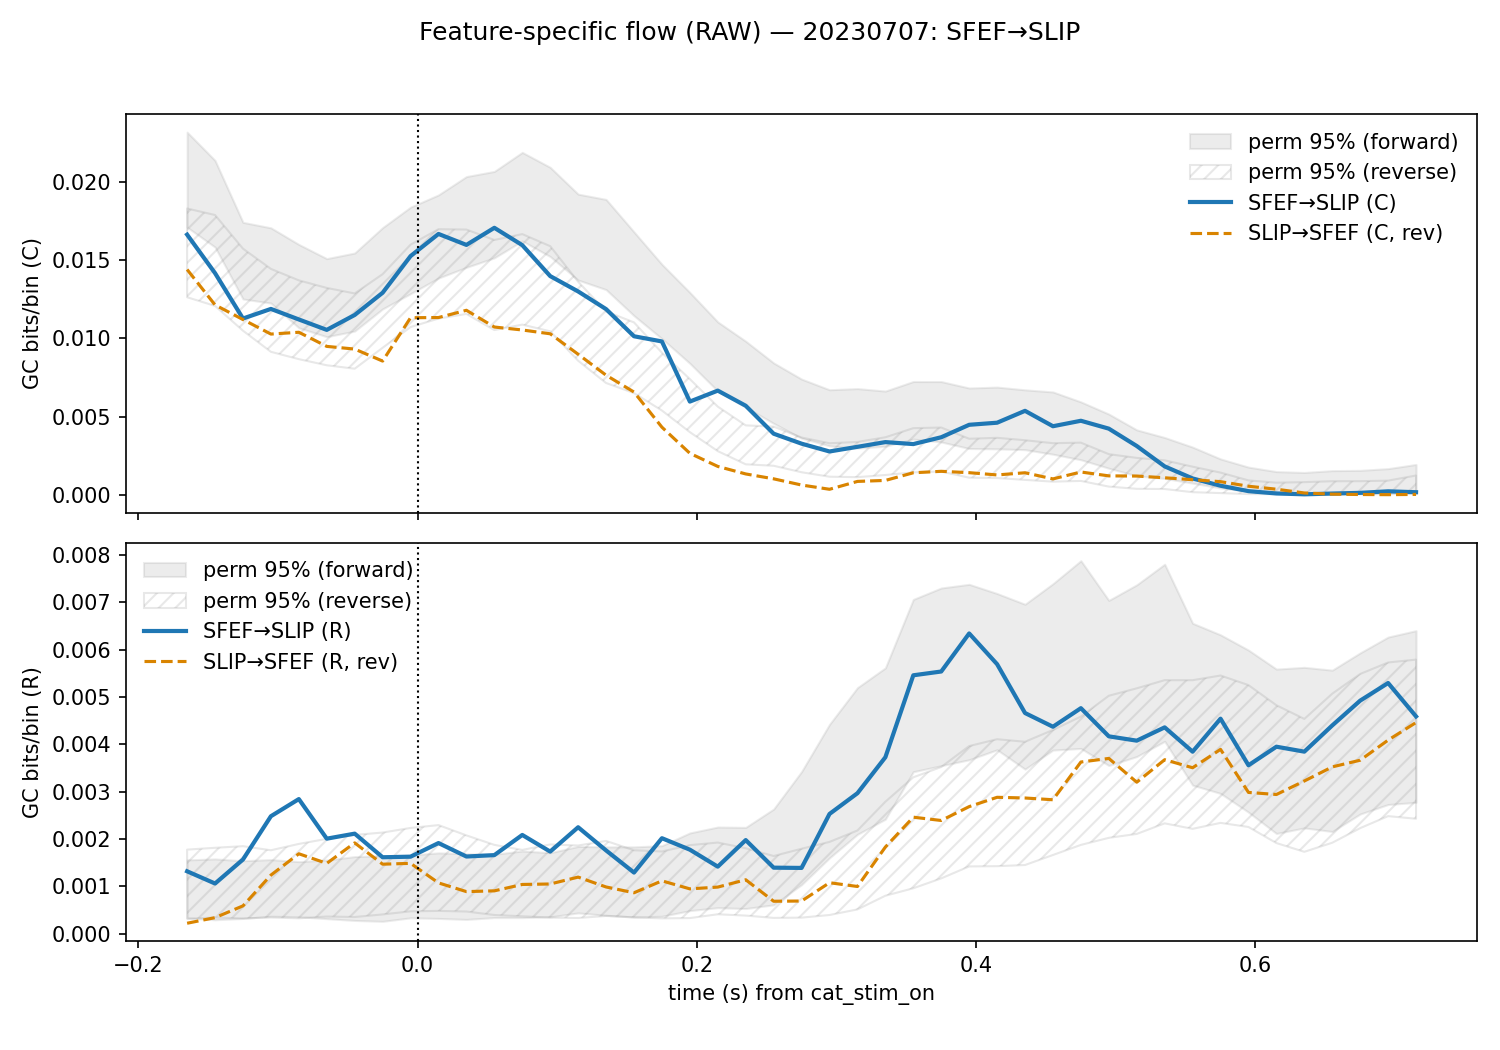 Feature-specific flow (RAW) — 20230707: SFEF→SLIP
GC bits/bin (C)
0.020
0.015
0.010
0.005
0.000
perm 95% (forward)
perm 95% (reverse)
SFEF→SLIP (C)
SLIP→SFEF (C, rev)
GC bits/bin (R)
0.008
0.007
0.006
0.005
0.004
0.003
0.002
0.001
0.000
perm 95% (forward)
perm 95% (reverse)
SFEF→SLIP (R)
SLIP→SFEF (R, rev)
−0.2
0.0
0.2
0.4
0.6
time (s) from cat_stim_on